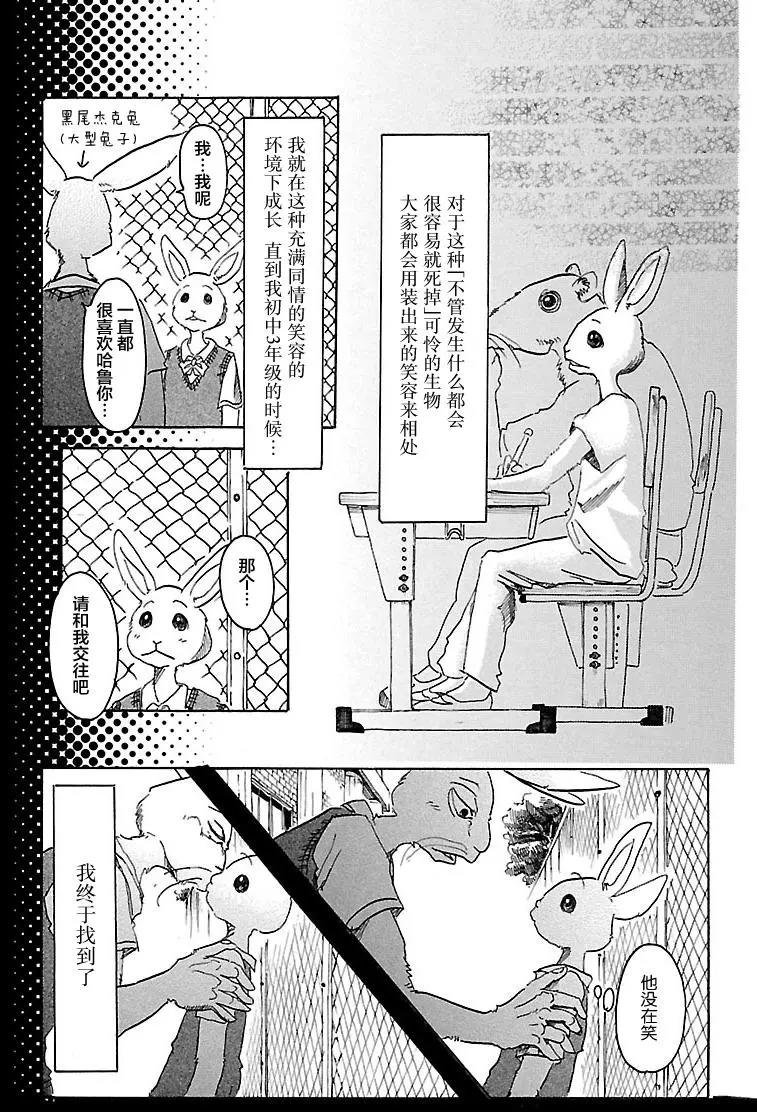 对于这种「不管发生什么都会
很容易就死掉」可怜的生物
大家都会用装出来的笑容来相处
我就在这种充满同情的笑容的
环境下成长 直到我初中3年级的时候…
黑尾杰克兔
(大型兔子)
我…我呢
一直都
很喜欢哈鲁你…
那个…
请和我交往吧
他没在笑
我终于找到了